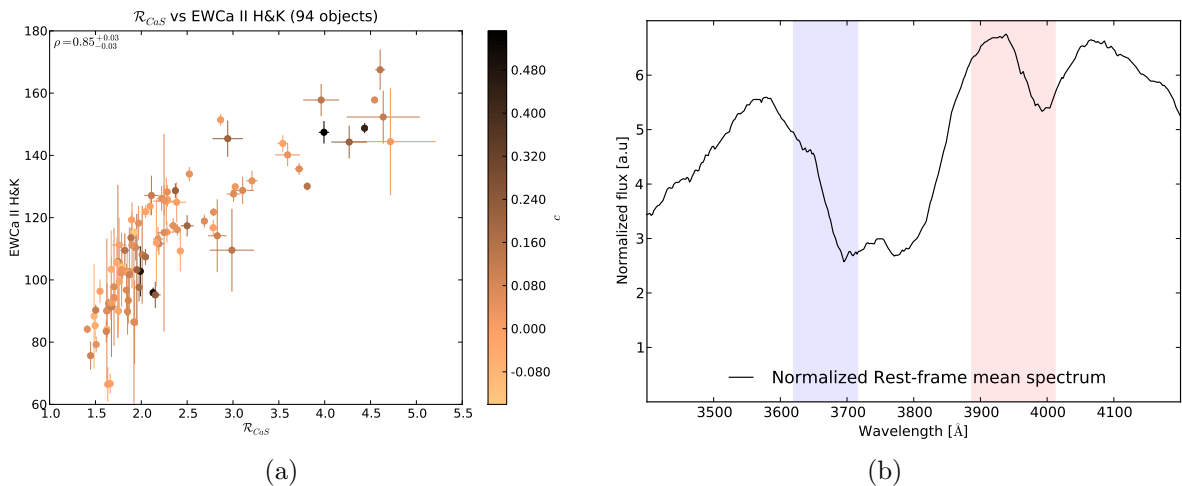 R_CaS vs EWCa II H&K (94 objects)
ρ = 0.85 +0.03 −0.03
EWCa II H&K
180
160
140
120
100
80
60
1.0 1.5 2.0 2.5 3.0 3.5 4.0 4.5 5.0 5.5
R_CaS
0.480
0.400
0.320
0.240
0.160
0.080
0.000
-0.080
c
(a)
Normalized flux [a.u]
6
5
4
3
2
1
Normalized Rest-frame mean spectrum
3500 3600 3700 3800 3900 4000 4100
Wavelength [Å]
(b)